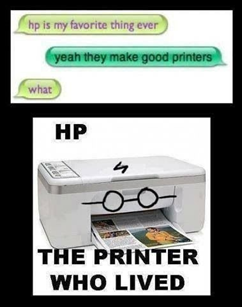 hp is my favorite thing ever
yeah they make good printers
what
HP
THE PRINTER
WHO LIVED